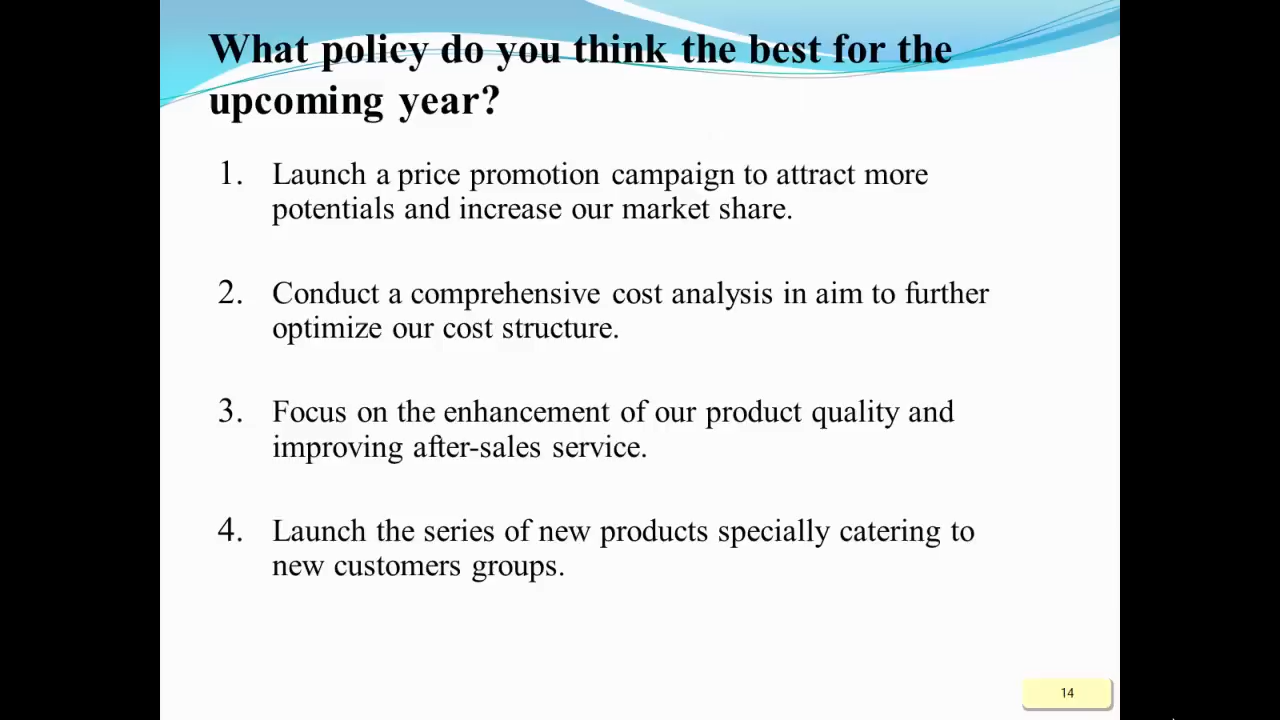 What policy do you think the best for the
upcoming year?
1. Launch a price promotion campaign to attract more
potentials and increase our market share.
2. Conduct a comprehensive cost analysis in aim to further
optimize our cost structure.
3. Focus on the enhancement of our product quality and
improving after-sales service.
4. Launch the series of new products specially catering to
new customers groups.
14